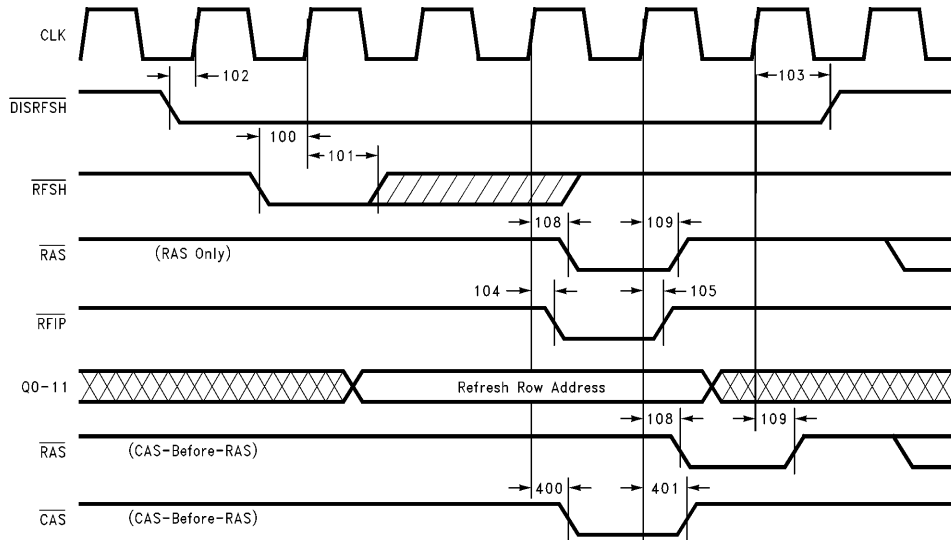 CLK
102
103
DISRFSH
100
101
RFSH
108
109
RAS (RAS Only)
104
105
RFIP
Q0-11 Refresh Row Address
108
109
RAS (CAS-Before-RAS)
400
401
CAS (CAS-Before-RAS)